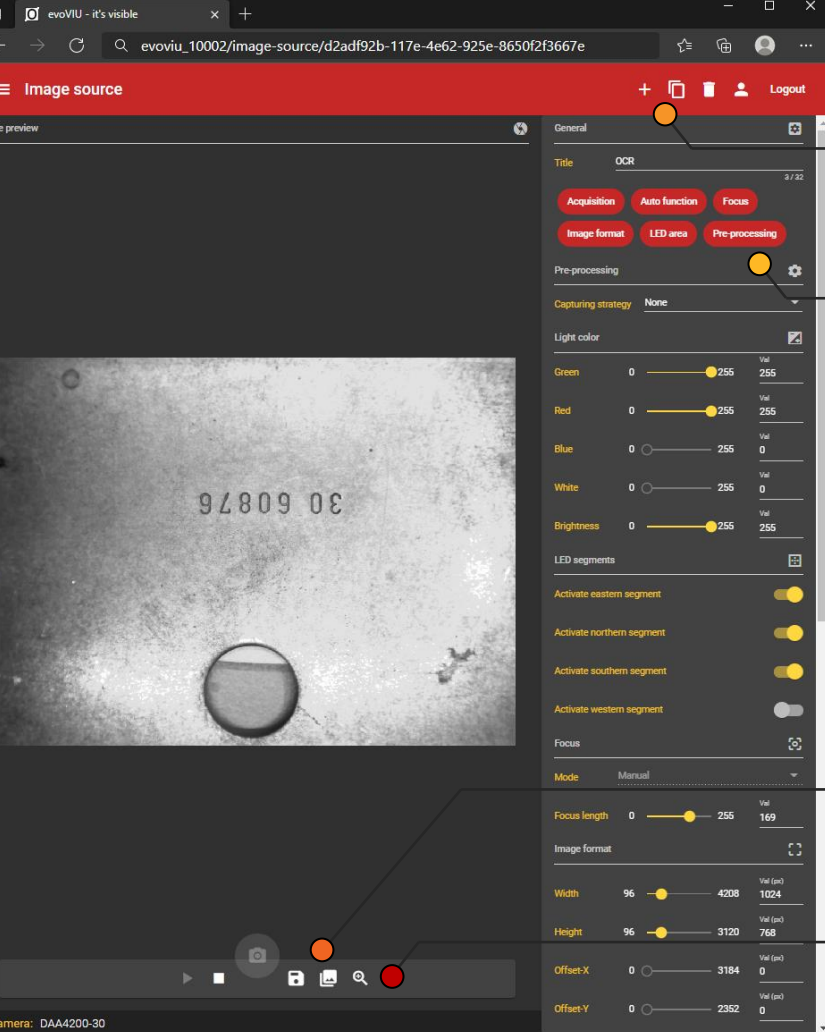 evoVIU - it's visible
evoviu_10002/image-source/d2adf92b-117e-4e62-925e-8650f2f3667e
Image source
Logout
e preview
General
Title OCR
3 / 32
Acquisition Auto function Focus
Image format LED area Pre-processing
Pre-processing
Capturing strategy None
Light color
Val
Green 0 255 255
Val
Red 0 255 255
Val
Blue 0 255 0
Val
White 0 255 0
Val
Brightness 0 255 255
LED segments
Activate eastern segment
Activate northern segment
Activate southern segment
Activate western segment
Focus
Mode Manual
Val
Focus length 0 255 169
Image format
Val (px)
Width 96 4208 1024
Val (px)
Height 96 3120 768
Val (px)
Offset-X 0 3184 0
Val (px)
Offset-Y 0 2352 0
30 60876
amera: DAA4200-30